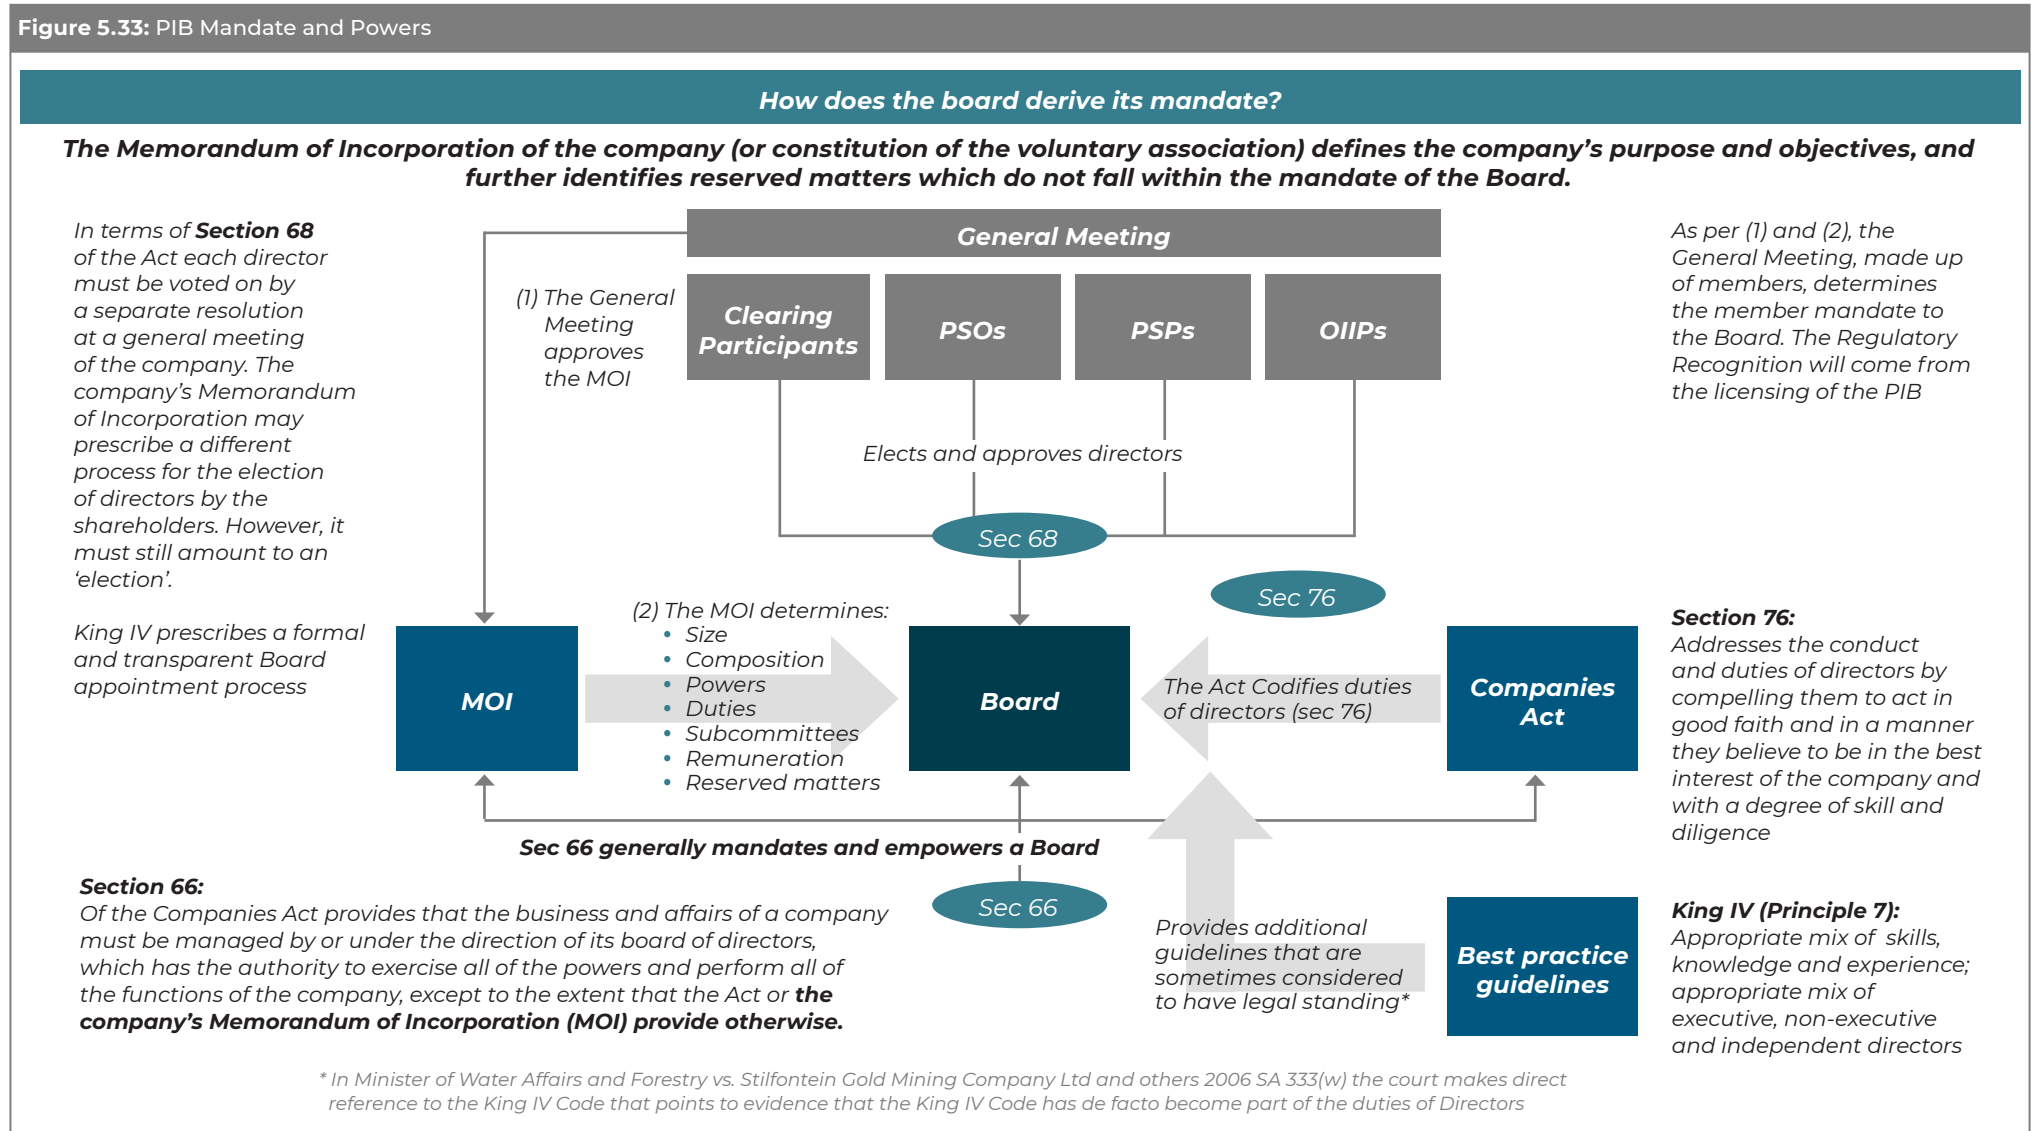 Figure 5.33: PIB Mandate and Powers
How does the board derive its mandate?
The Memorandum of Incorporation of the company (or constitution of the voluntary association) defines the company’s purpose and objectives, and
further identifies reserved matters which do not fall within the mandate of the Board.
In terms of Section 68
of the Act each director
must be voted on by
a separate resolution
at a general meeting
of the company. The
company’s Memorandum
of Incorporation may
prescribe a different
process for the election
of directors by the
shareholders. However, it
must still amount to an
‘election’.
King IV prescribes a formal
and transparent Board
appointment process
General Meeting
(1) The General
Meeting
approves
the MOI
Clearing
Participants
PSOs
PSPs
OIIPs
As per (1) and (2), the
General Meeting, made up
of members, determines
the member mandate to
the Board. The Regulatory
Recognition will come from
the licensing of the PIB
Elects and approves directors
Sec 68
Sec 76
MOI
(2) The MOI determines:
• Size
• Composition
• Powers
• Duties
• Subcommittees
• Remuneration
• Reserved matters
Board
The Act Codifies duties
of directors (sec 76)
Companies
Act
Section 76:
Addresses the conduct
and duties of directors by
compelling them to act in
good faith and in a manner
they believe to be in the best
interest of the company and
with a degree of skill and
diligence
Sec 66 generally mandates and empowers a Board
Sec 66
Section 66:
Of the Companies Act provides that the business and affairs of a company
must be managed by or under the direction of its board of directors,
which has the authority to exercise all of the powers and perform all of
the functions of the company, except to the extent that the Act or the
company’s Memorandum of Incorporation (MOI) provide otherwise.
Provides additional
guidelines that are
sometimes considered
to have legal standing*
Best practice
guidelines
King IV (Principle 7):
Appropriate mix of skills,
knowledge and experience;
appropriate mix of
executive, non-executive
and independent directors
* In Minister of Water Affairs and Forestry vs. Stilfontein Gold Mining Company Ltd and others 2006 SA 333(w) the court makes direct
reference to the King IV Code that points to evidence that the King IV Code has de facto become part of the duties of Directors